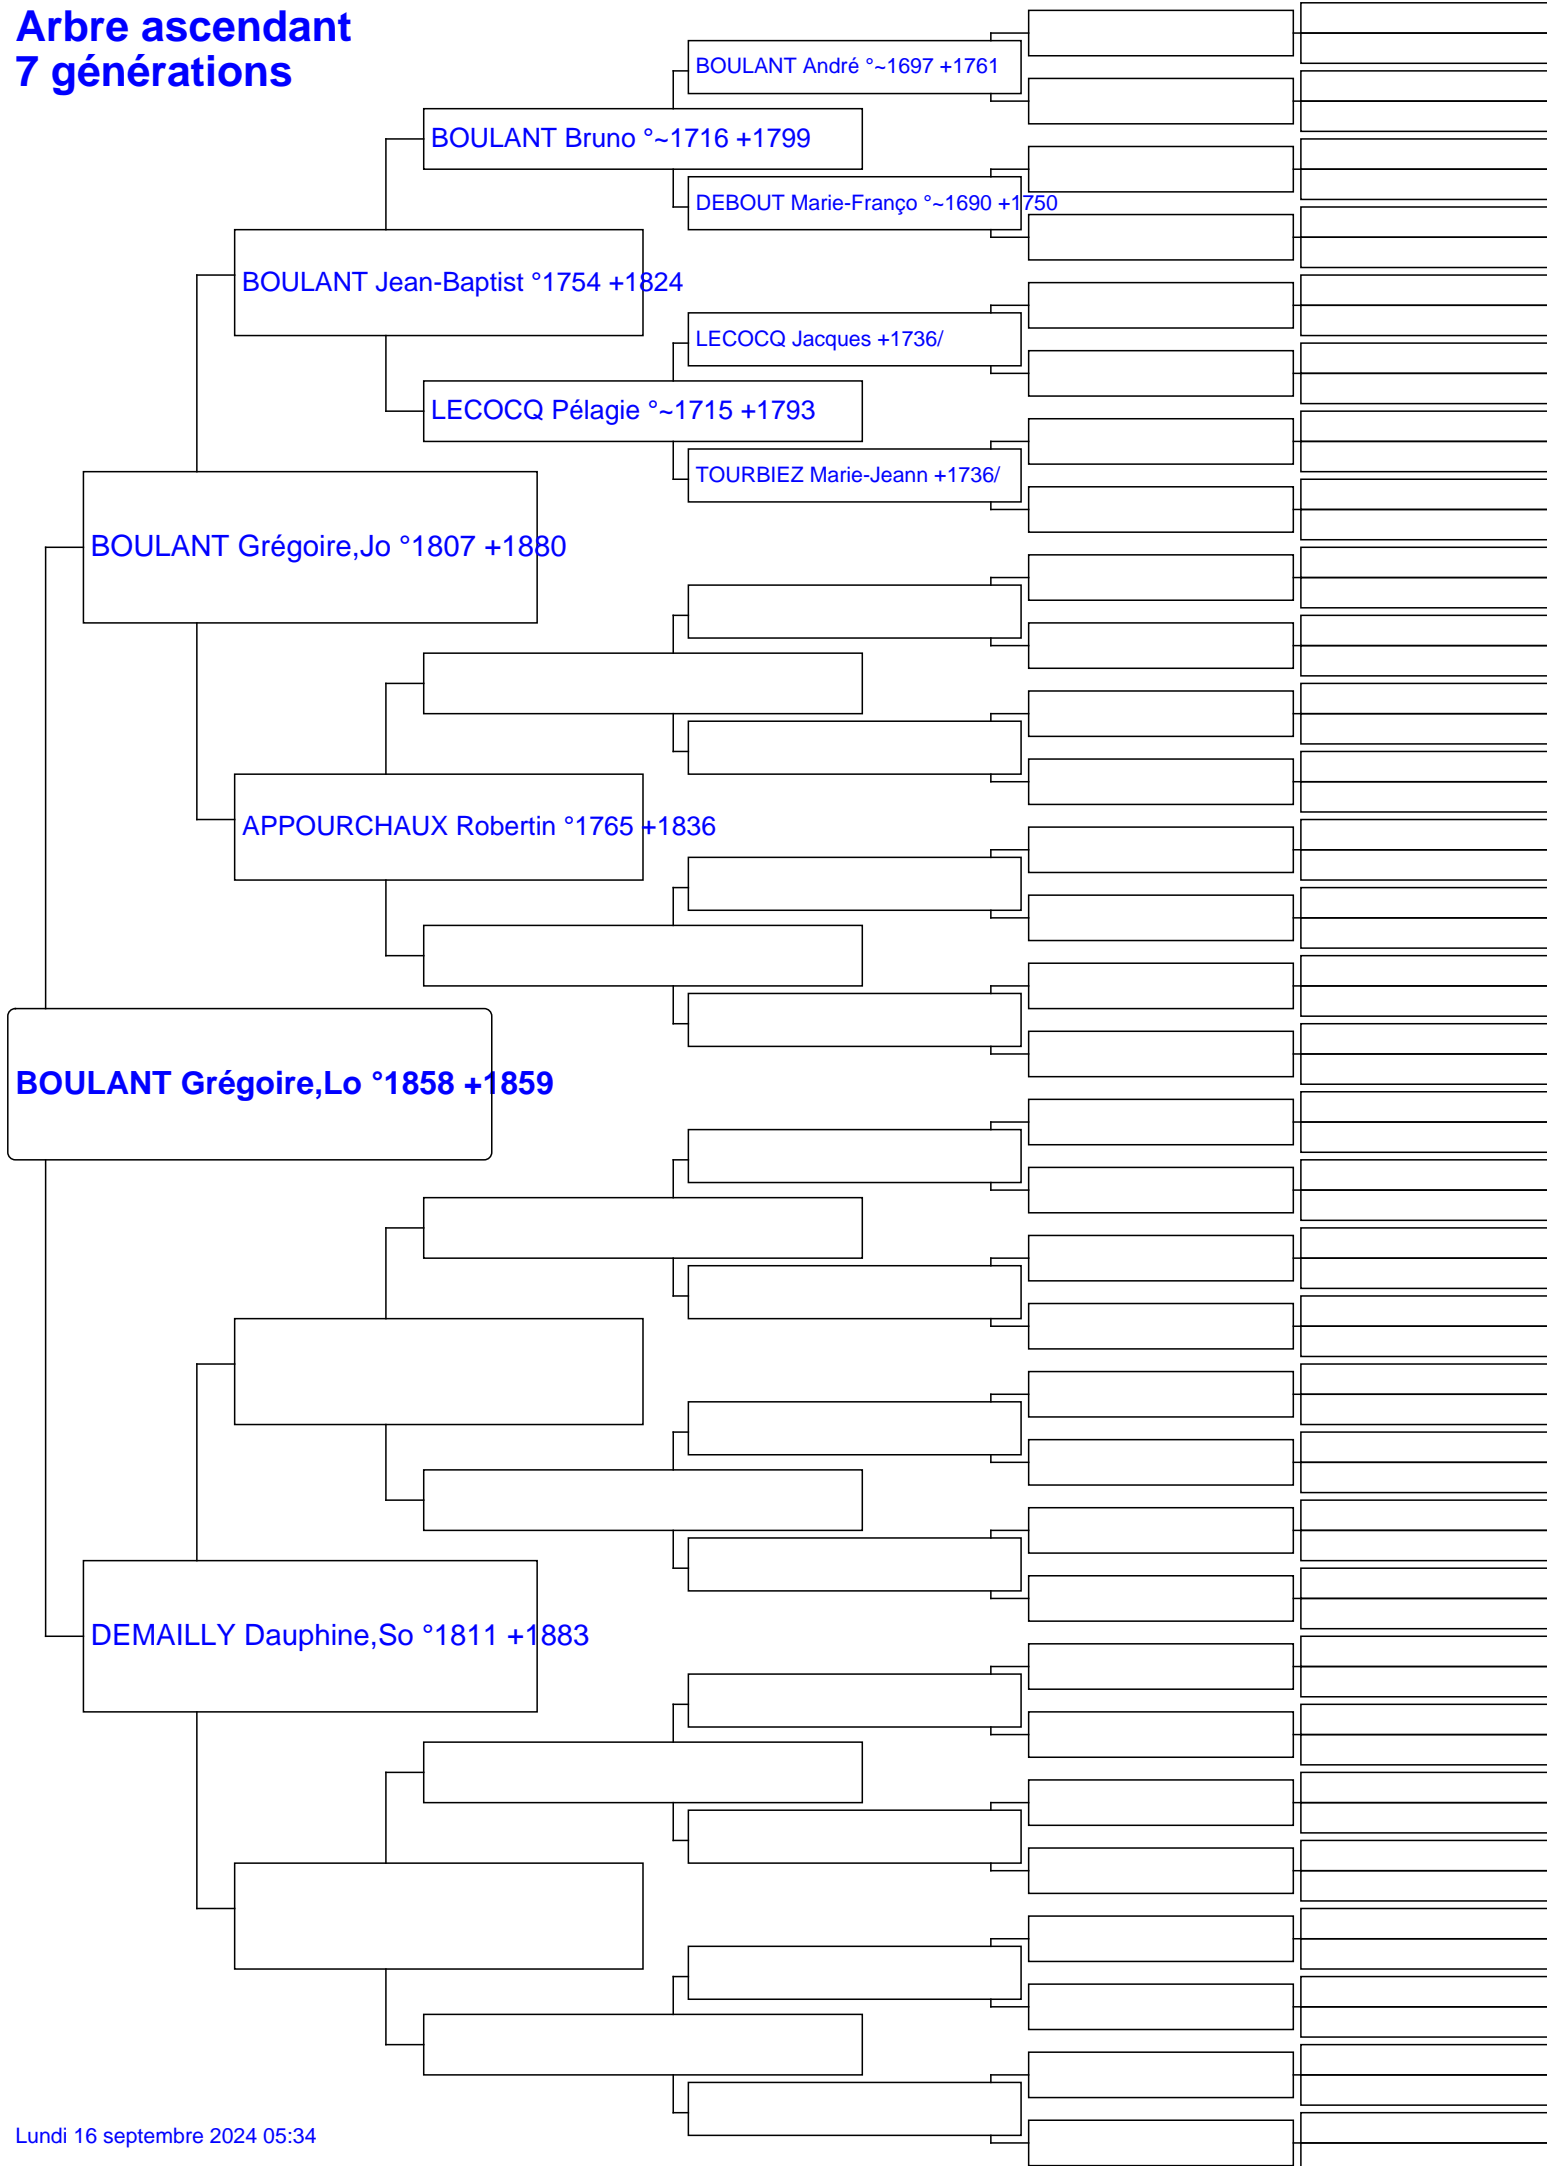 Arbre ascendant
7 générations
BOULANT André °~1697 +1761
BOULANT Bruno °~1716 +1799
DEBOUT Marie-Franço °~1690 +1750
BOULANT Jean-Baptist °1754 +1824
LECOCQ Jacques +1736/
LECOCQ Pélagie °~1715 +1793
TOURBIEZ Marie-Jeann +1736/
BOULANT Grégoire,Jo °1807 +1880
APPOURCHAUX Robertin °1765 +1836
BOULANT Grégoire,Lo °1858 +1859
DEMAILLY Dauphine,So °1811 +1883
Lundi 16 septembre 2024 05:34